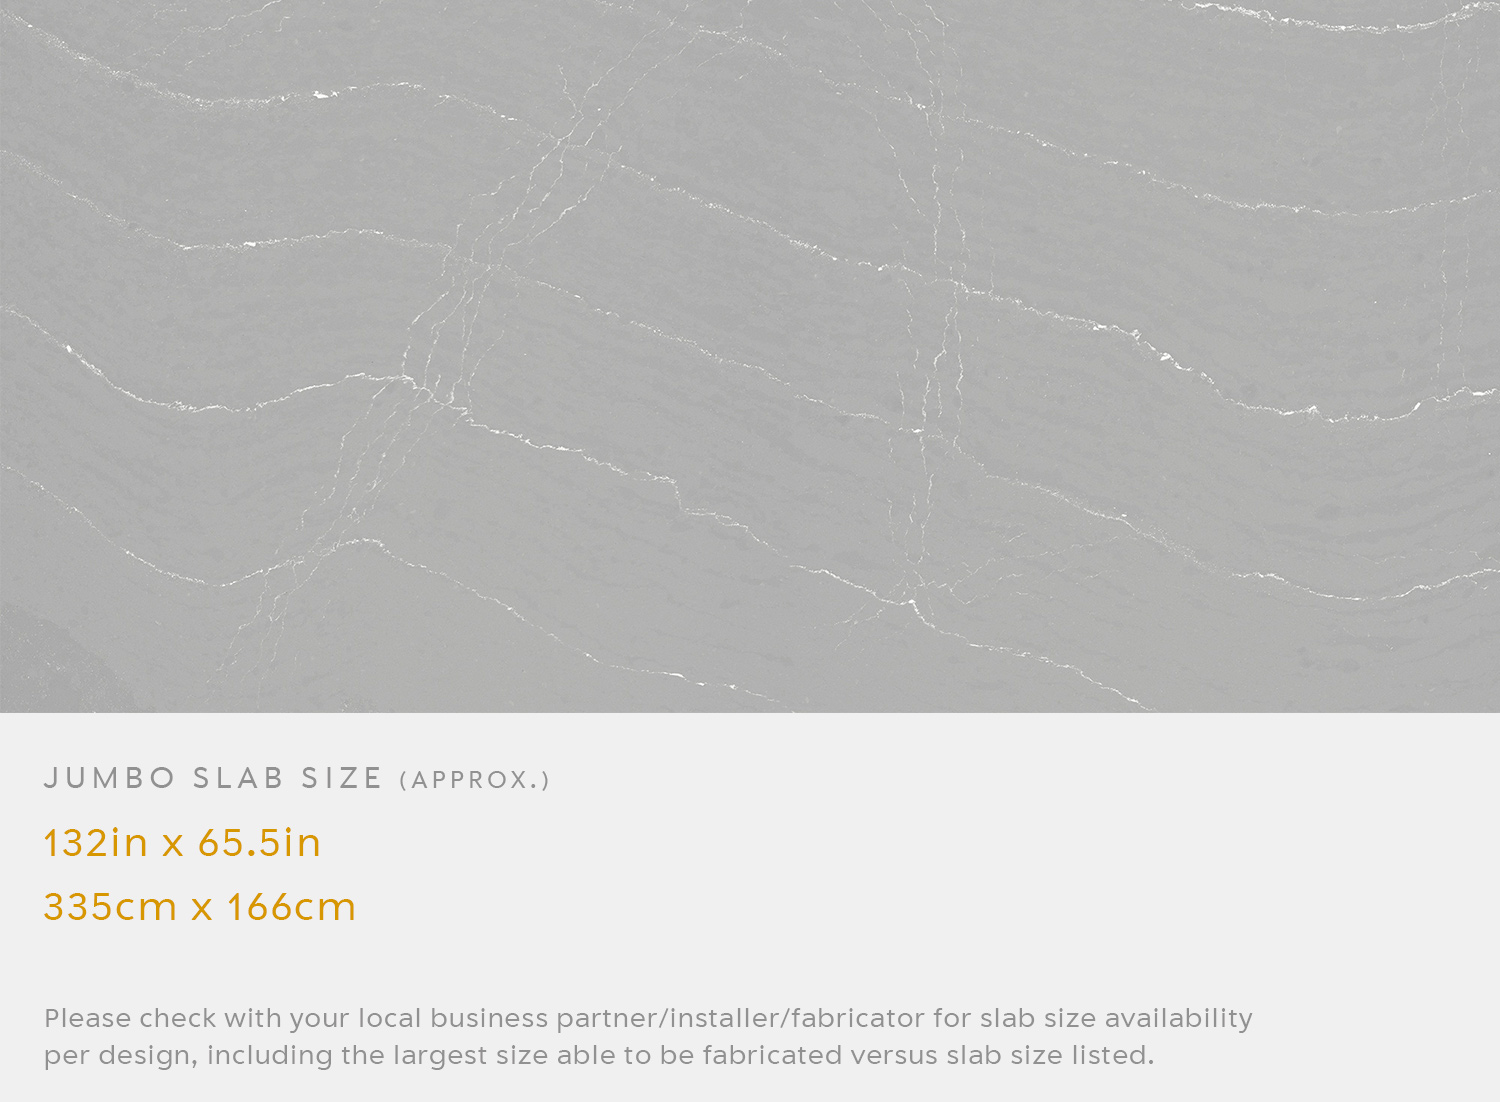 JUMBO SLAB SIZE (APPROX.)
132in x 65.5in
335cm x 166cm
Please check with your local business partner/installer/fabricator for slab size availability
per design, including the largest size able to be fabricated versus slab size listed.